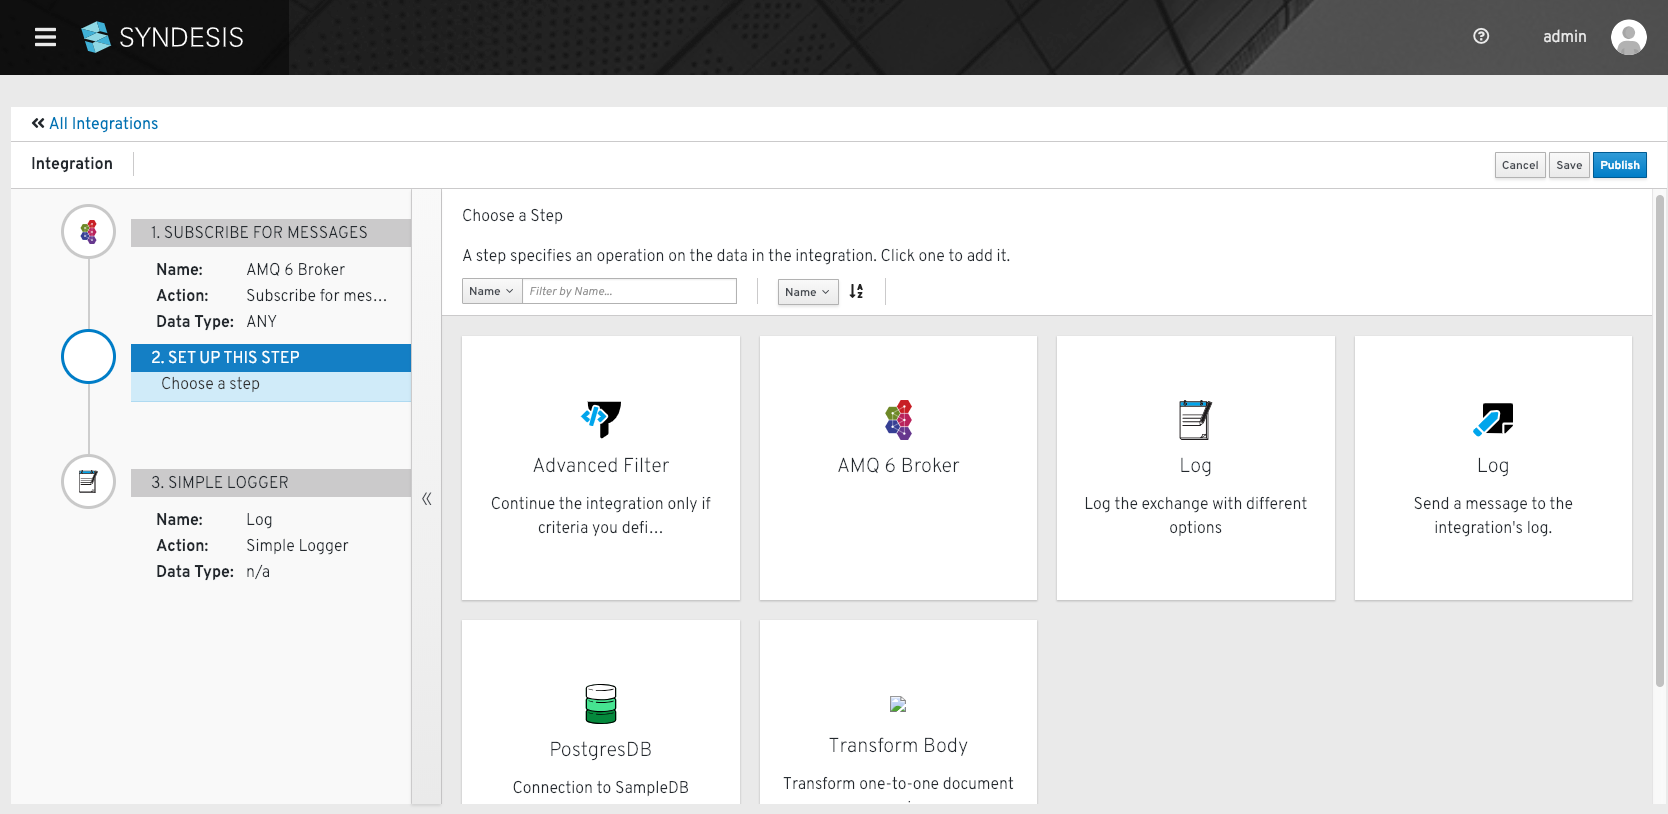 SYNDESIS
admin
All Integrations
Integration
Cancel
Save
Publish
1. SUBSCRIBE FOR MESSAGES
Name: AMQ 6 Broker
Action: Subscribe for mes...
Data Type: ANY
2. SET UP THIS STEP
Choose a step
3. SIMPLE LOGGER
Name: Log
Action: Simple Logger
Data Type: n/a
Choose a Step
A step specifies an operation on the data in the integration. Click one to add it.
Name
Filter by Name...
Name
Advanced Filter
Continue the integration only if
criteria you defi...
AMQ 6 Broker
Log
Log the exchange with different
options
Log
Send a message to the
integration's log.
PostgresDB
Connection to SampleDB
Transform Body
Transform one-to-one document